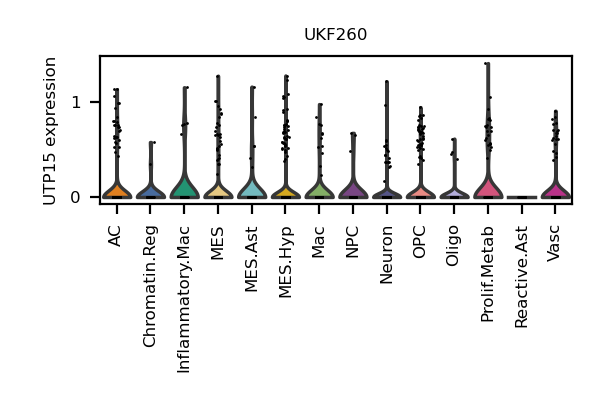 UKF260
UTP15 expression
1
0
AC
Chromatin.Reg
Inflammatory.Mac
MES
MES.Ast
MES.Hyp
Mac
NPC
Neuron
OPC
Oligo
Prolif.Metab
Reactive.Ast
Vasc